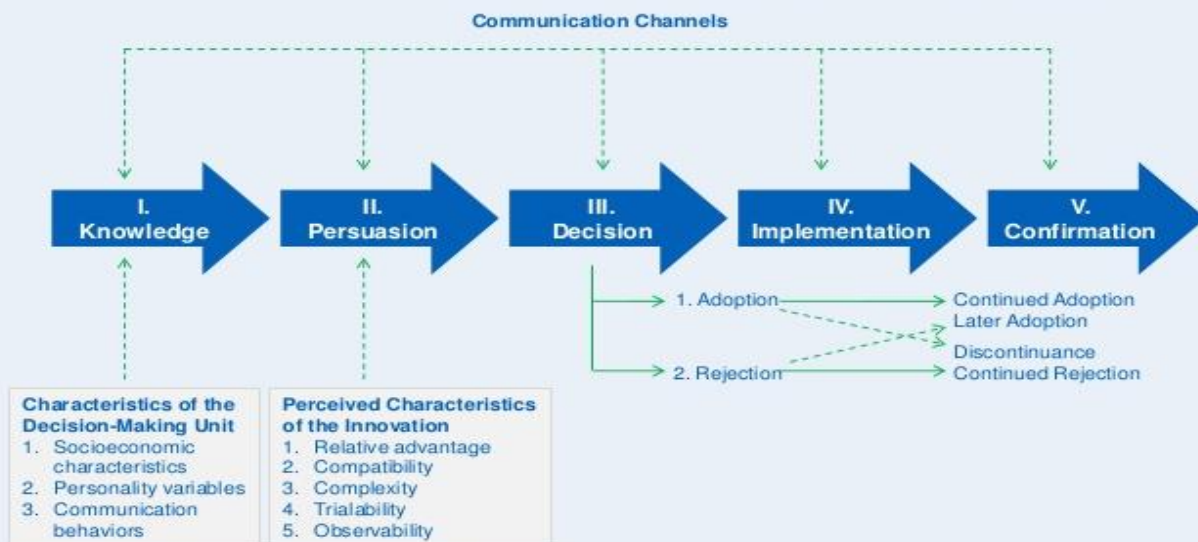 Communication Channels
I.
Knowledge
II.
Persuasion
III.
Decision
IV.
Implementation
V.
Confirmation
1. Adoption
Continued Adoption
Later Adoption
Discontinuance
2. Rejection
Continued Rejection
Characteristics of the
Decision-Making Unit
1. Socioeconomic
characteristics
2. Personality variables
3. Communication
behaviors
Perceived Characteristics
of the Innovation
1. Relative advantage
2. Compatibility
3. Complexity
4. Trialability
5. Observability